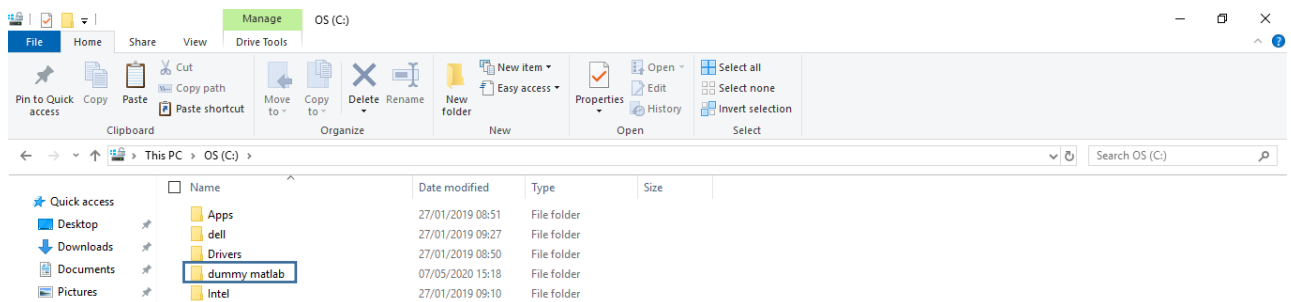 Manage OS (C:)
File Home Share View Drive Tools
Pin to Quick access
Copy
Paste
Cut
Copy path
Paste shortcut
Clipboard
Move to
Copy to
Delete
Rename
Organize
New folder
New item
Easy access
New
Properties
Open
Edit
History
Open
Select all
Select none
Invert selection
Select
This PC > OS (C:) >
Search OS (C:)
Name Date modified Type Size
Quick access
Desktop
Downloads
Documents
Pictures
Apps 27/01/2019 08:51 File folder
dell 27/01/2019 09:27 File folder
Drivers 27/01/2019 08:50 File folder
dummy matlab 07/05/2020 15:18 File folder
Intel 27/01/2019 09:10 File folder